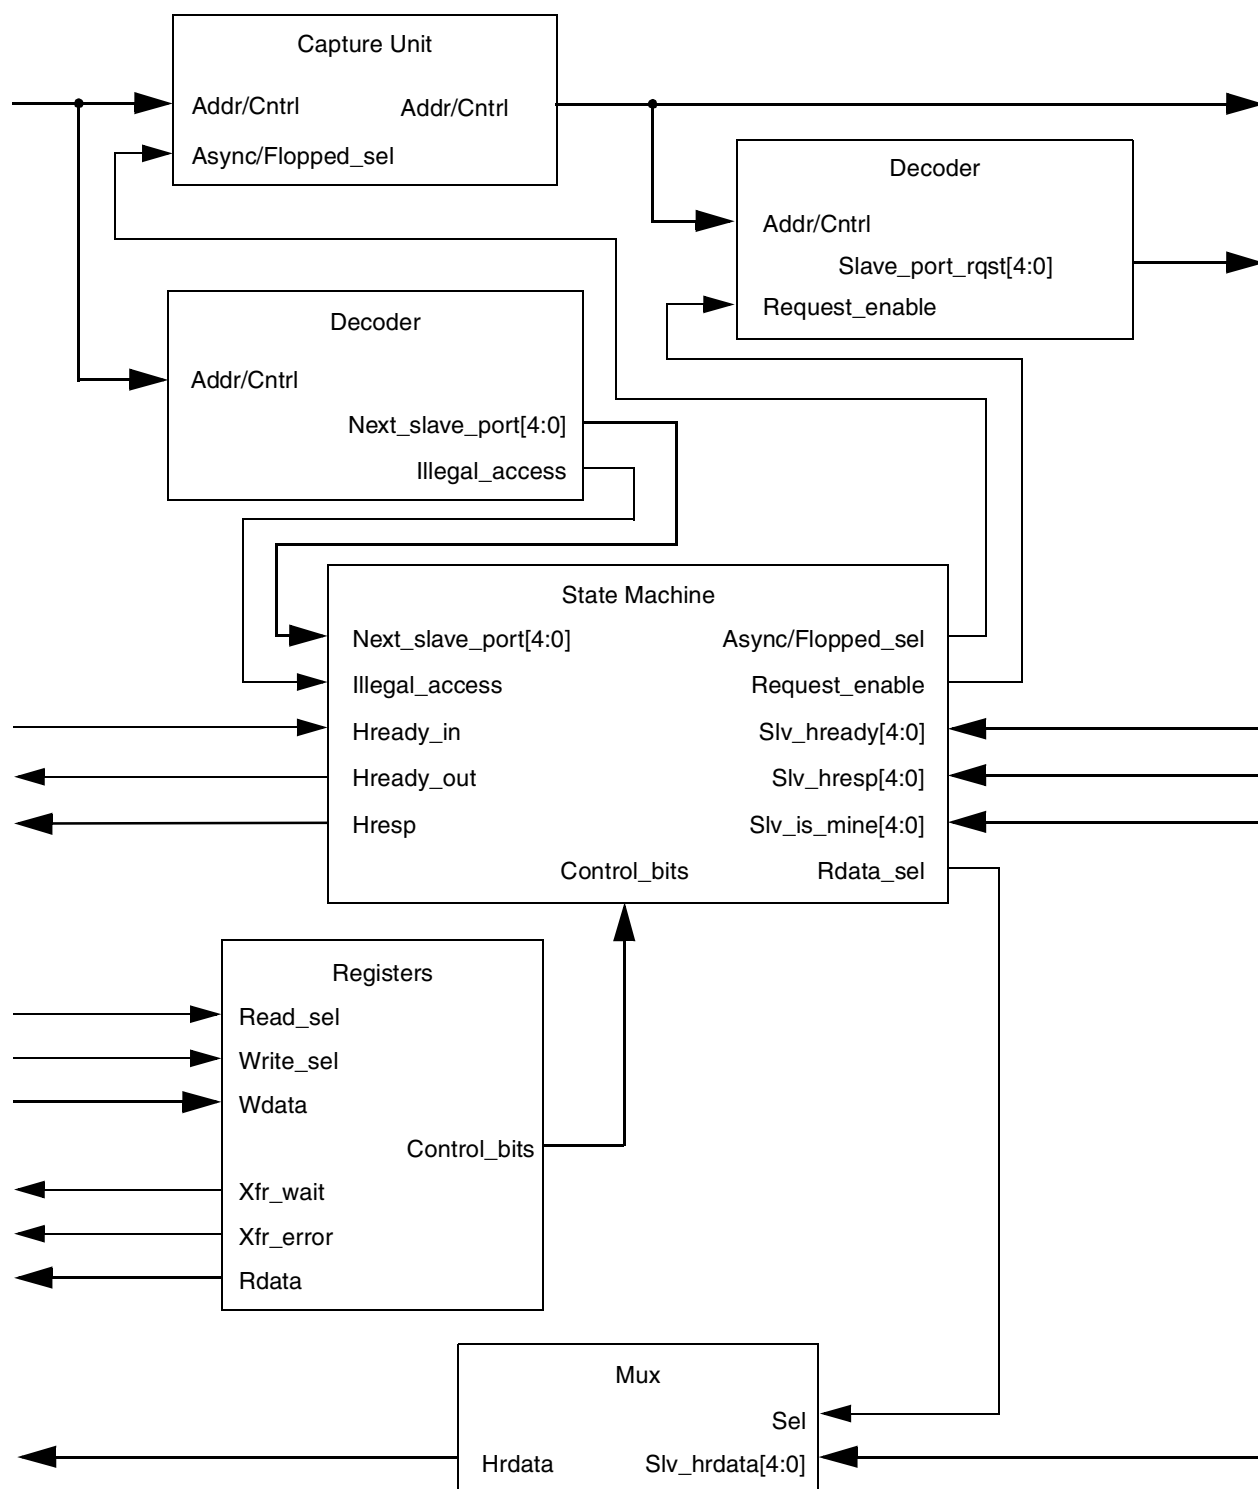 Capture Unit
Addr/Cntrl Addr/Cntrl
Async/Flopped_sel
Decoder
Addr/Cntrl
Slave_port_rqst[4:0]
Request_enable
Decoder
Addr/Cntrl
Next_slave_port[4:0]
Illegal_access
State Machine
Next_slave_port[4:0] Async/Flopped_sel
Illegal_access Request_enable
Hready_in Slv_hready[4:0]
Hready_out Slv_hresp[4:0]
Hresp Slv_is_mine[4:0]
Control_bits Rdata_sel
Registers
Read_sel
Write_sel
Wdata
Control_bits
Xfr_wait
Xfr_error
Rdata
Mux
Sel
Hrdata Slv_hrdata[4:0]